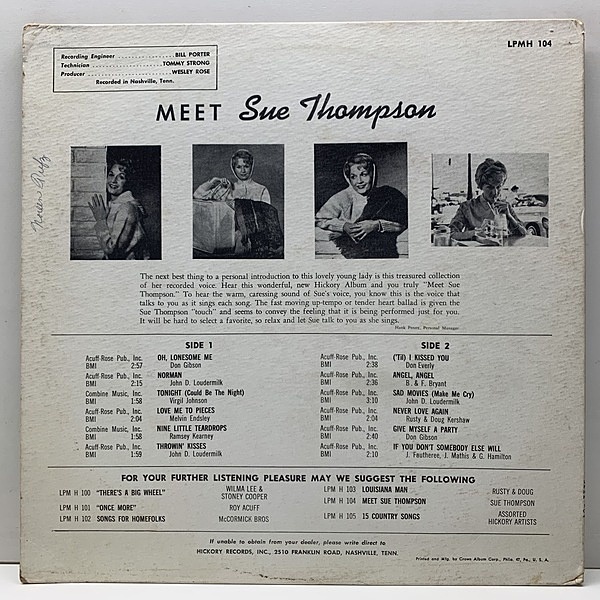 LPMH 104
Recording Engineer ........ BILL PORTER
Technician ........ TOMMY STRONG
Producer ........ WESLEY ROSE
Recorded in Nashville, Tenn.
MEET Sue Thompson
The next best thing to a personal introduction to this lovely young lady is this treasured collection
of her recorded voice. Hear this wonderful, new Hickory Album and you truly "Meet Sue
Thompson." To hear the warm, caressing sound of Sue's voice, you know this is the voice that
talks to you as it sings each song. The fast moving up-tempo or tender heart ballad is given the
Sue Thompson "touch" and seems to convey the feeling that it is being performed just for you.
It will be hard to select a favorite, so relax and let Sue talk to you as she sings.
Personal Manager
SIDE 1
Acuff-Rose Pub., Inc. OH, LONESOME ME
BMI 2:57 Don Gibson
Acuff-Rose Pub., Inc. NORMAN
BMI 2:15 John D. Loudermilk
Combine Music, Inc. TONIGHT (Could Be The Night)
BMI 1:58 Virgil Johnson
Acuff-Rose Pub., Inc. LOVE ME TO PIECES
BMI 2:04 Melvin Endsley
Combine Music, Inc. NINE LITTLE TEARDROPS
BMI 1:58 Ramsey Kearney
Acuff-Rose Pub., Inc. THROWIN' KISSES
BMI 1:59 John D. Loudermilk
SIDE 2
Acuff-Rose Pub., Inc. ('Til) I KISSED YOU
BMI 2:38 Don Everly
Acuff-Rose Pub., Inc. ANGEL, ANGEL
BMI 2:36 B. & F. Bryant
Acuff-Rose Pub., Inc. SAD MOVIES (Make Me Cry)
BMI 3:10 John D. Loudermilk
Acuff-Rose Pub., Inc. NEVER LOVE AGAIN
BMI 2:04 Rusty & Doug Kershaw
Acuff-Rose Pub., Inc. GIVE MYSELF A PARTY
BMI 2:40 Don Gibson
Acuff-Rose Pub., Inc. IF YOU DON'T SOMEBODY ELSE WILL
BMI 2:10 J. Fautheree, J. Mathis & G. Hamilton
FOR YOUR FURTHER LISTENING PLEASURE MAY WE SUGGEST THE FOLLOWING
LPM H 100 "THERE'S A BIG WHEEL" WILMA LEE &
STONEY COOPER
LPM H 101 "ONCE MORE" ROY ACUFF
LPM H 102 SONGS FOR HOMEFOLKS McCORMICK BROS
LPM H 103 LOUISIANA MAN RUSTY & DOUG
LPM H 104 MEET SUE THOMPSON SUE THOMPSON
LPM H 105 15 COUNTRY SONGS ASSORTED
HICKORY ARTISTS
If unable to obtain from your dealer, please write direct to
HICKORY RECORDS, INC., 2510 FRANKLIN ROAD, NASHVILLE, TENN.
Printed and Mfg. by Crown Album Corp., Phila. 47, Pa., U. S. A.